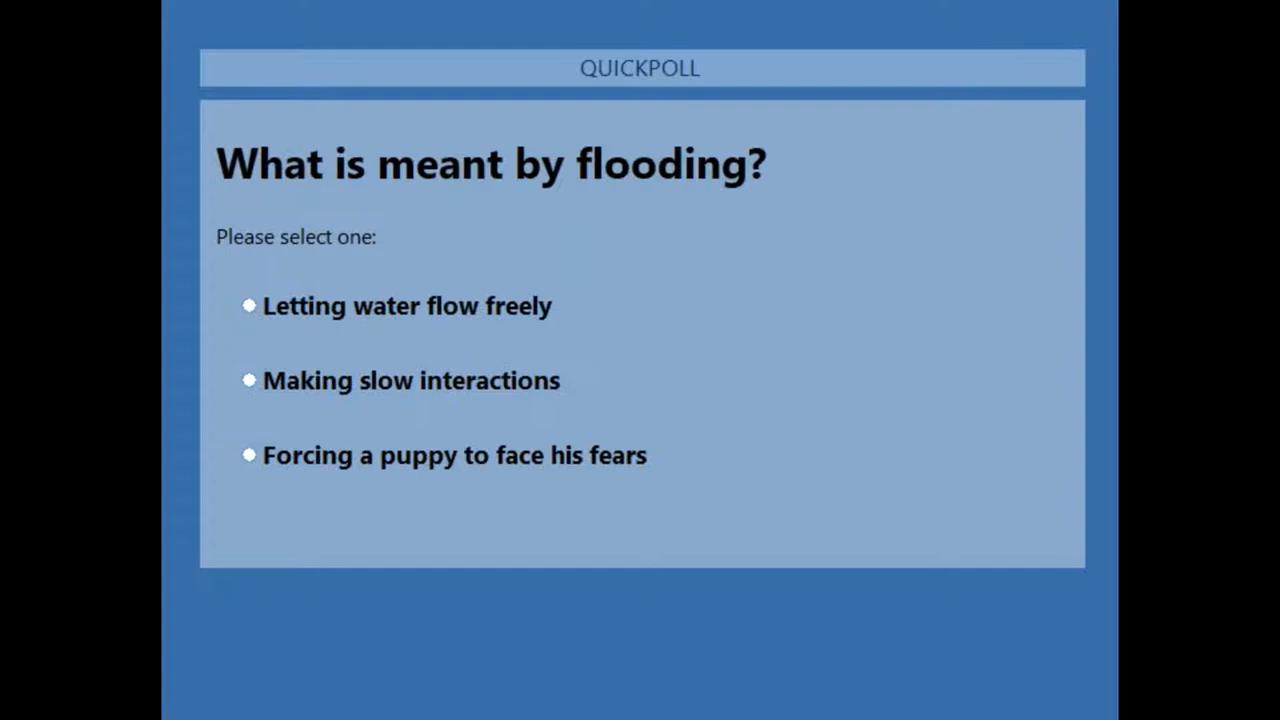 QUICKPOLL
What is meant by flooding?
Please select one:
Letting water flow freely
Making slow interactions
Forcing a puppy to face his fears